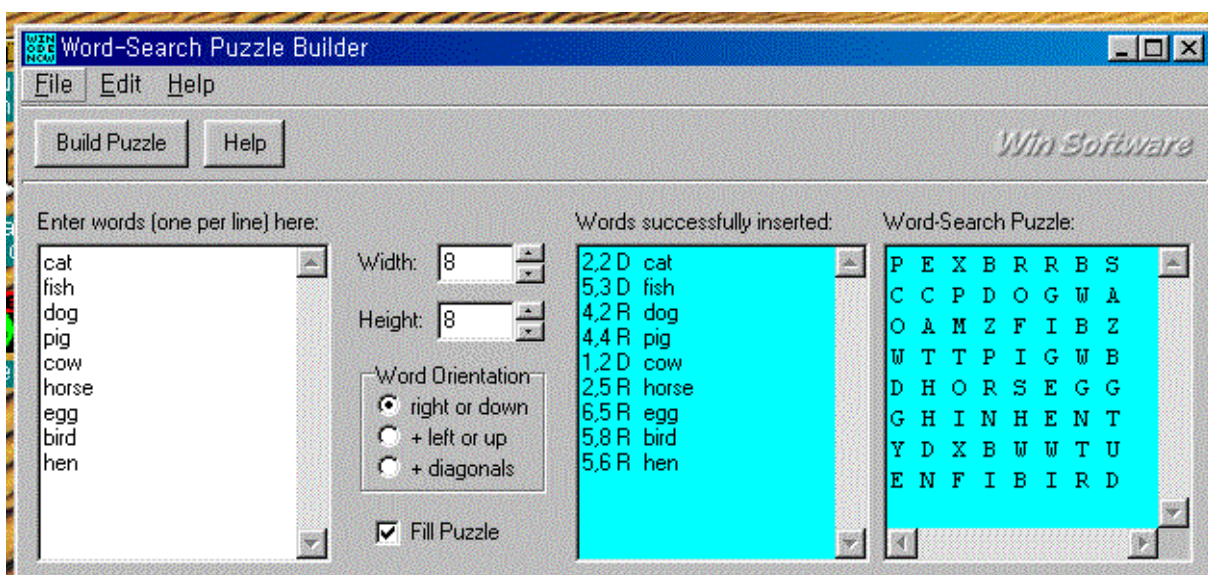 WIN
ODE
NOW
Word-Search Puzzle Builder
File Edit Help
Build Puzzle Help
Win Software
Enter words (one per line) here:
cat
fish
dog
pig
cow
horse
egg
bird
hen
Width: 8
Height: 8
Word Orientation
right or down
+ left or up
+ diagonals
Fill Puzzle
Words successfully inserted:
2,2 D cat
5,3 D fish
4,2 R dog
4,4 R pig
1,2 D cow
2,5 R horse
6,5 R egg
5,8 R bird
5,6 R hen
Word-Search Puzzle:
P E X B R R B S
C C P D O G W A
O A M Z F I B Z
W T T P I G W B
D H O R S E G G
G H I N H E N T
Y D X B W W T U
E N F I B I R D